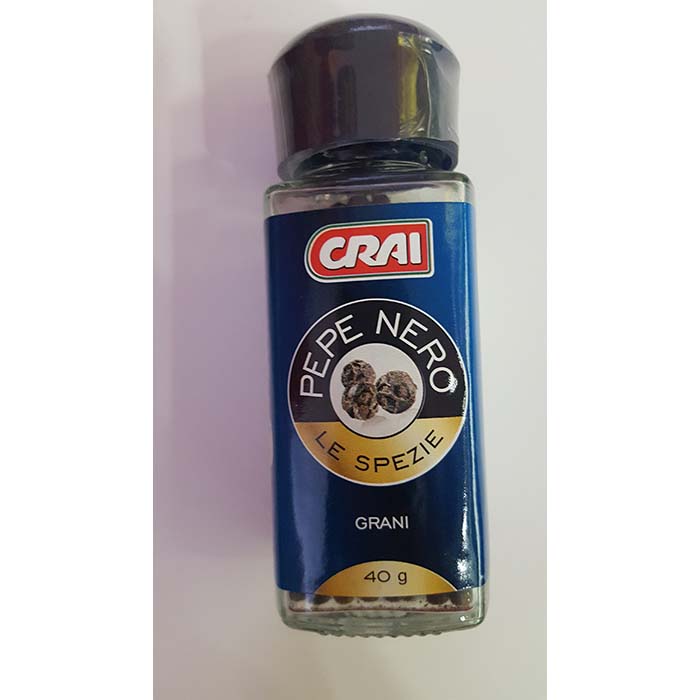 CRAI
PEPE NERO
LE SPEZIE
GRANI
40 g